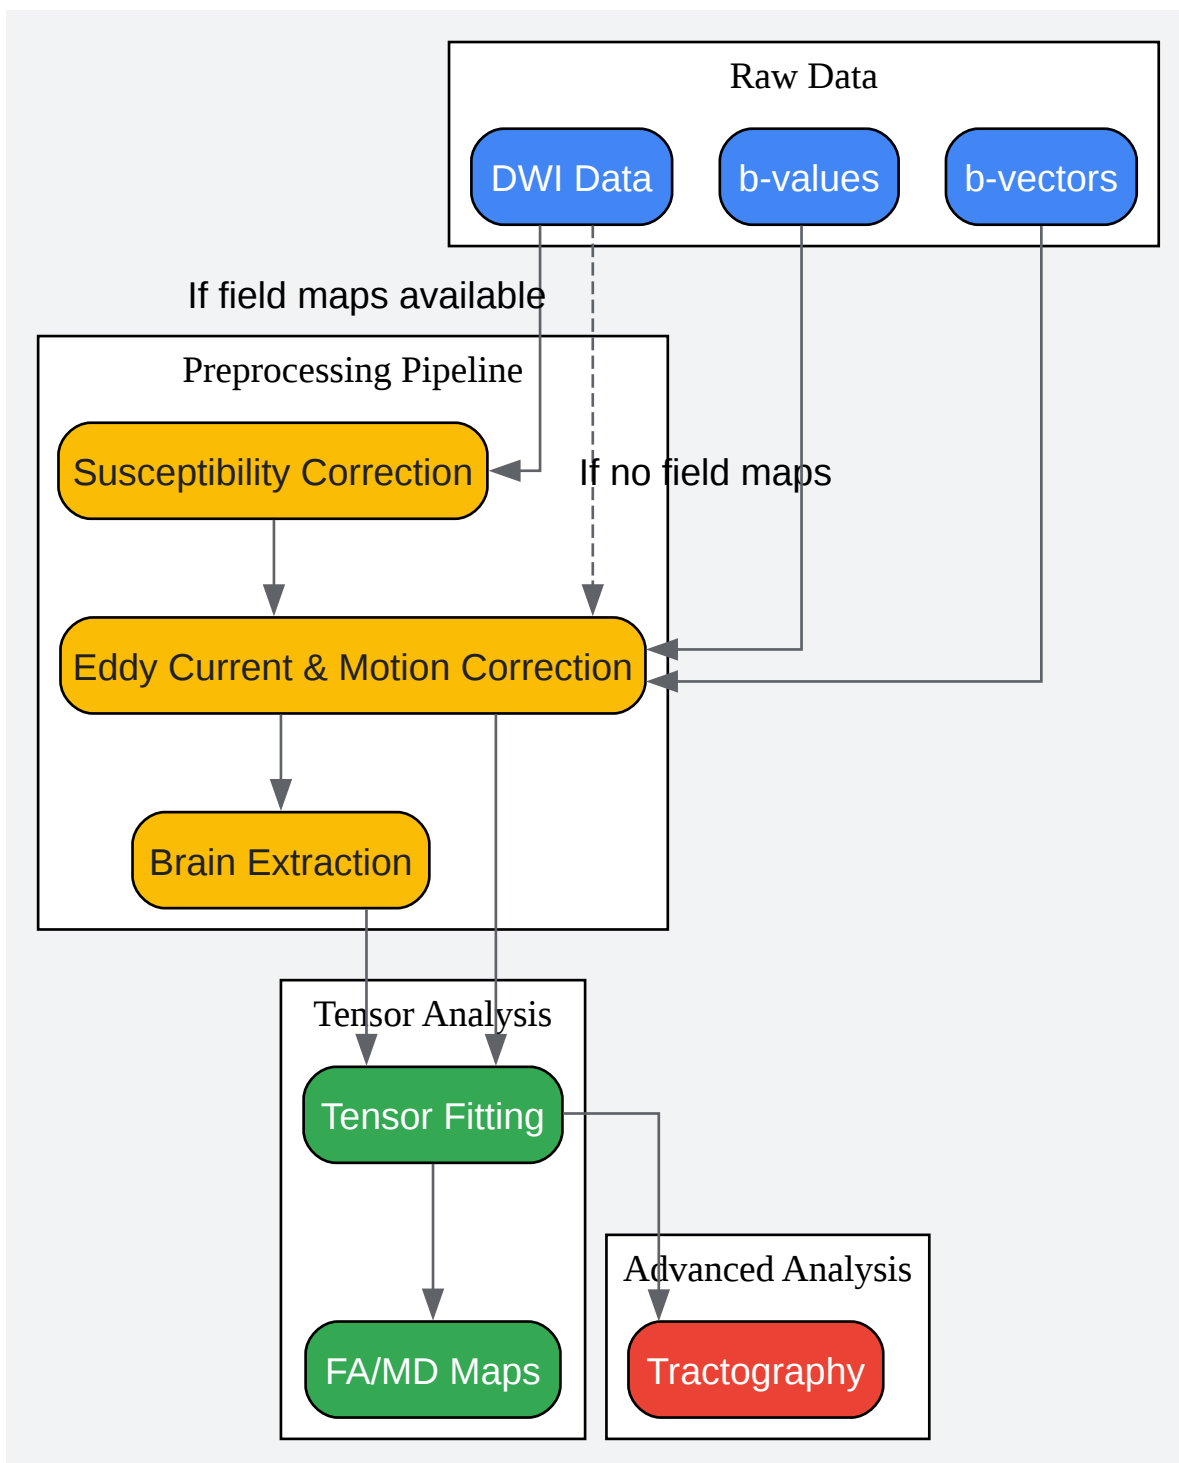 Raw Data
DWI Data
b-values
b-vectors
If field maps available
Preprocessing Pipeline
Susceptibility Correction
If no field maps
Eddy Current & Motion Correction
Brain Extraction
Tensor Analysis
Tensor Fitting
Advanced Analysis
FA/MD Maps
Tractography